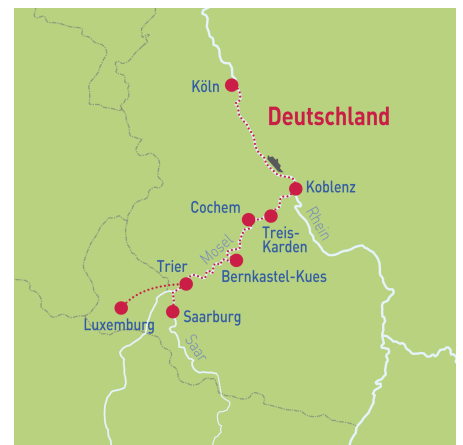 Köln
Deutschland
Koblenz
Cochem
Rhein
Treis-
Karden
Mosel
Trier
Bernkastel-Kues
Luxemburg
Saarburg
Saar